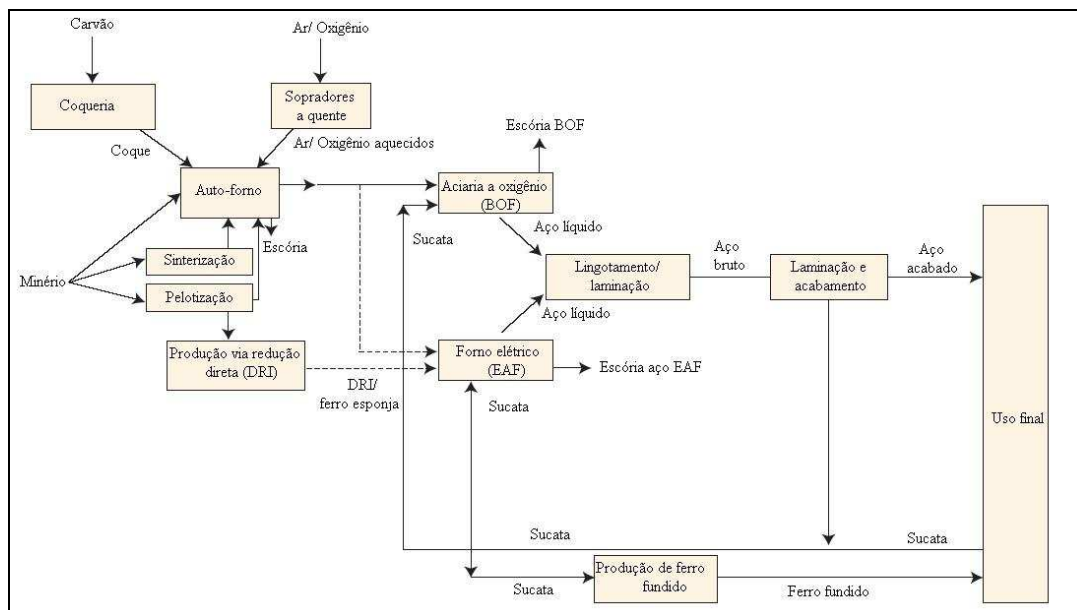 Carvão
Ar/ Oxigênio
Coqueria
Sopradores
a quente
Escória BOF
Coque
Ar/ Oxigênio aquecidos
Auto-forno
Aciaria a oxigênio
(BOF)
Escória
Sucata
Aço líquido
Sinterização
Minério
Pelotização
Lingotamento/
laminação
Aço
bruto
Laminação e
acabamento
Aço
acabado
Aço líquido
Produção via redução
direta (DRI)
Forno elétrico
(EAF)
Escória aço EAF
DRI/
ferro esponja
Sucata
Uso final
Sucata
Sucata
Sucata
Produção de ferro
fundido
Ferro fundido